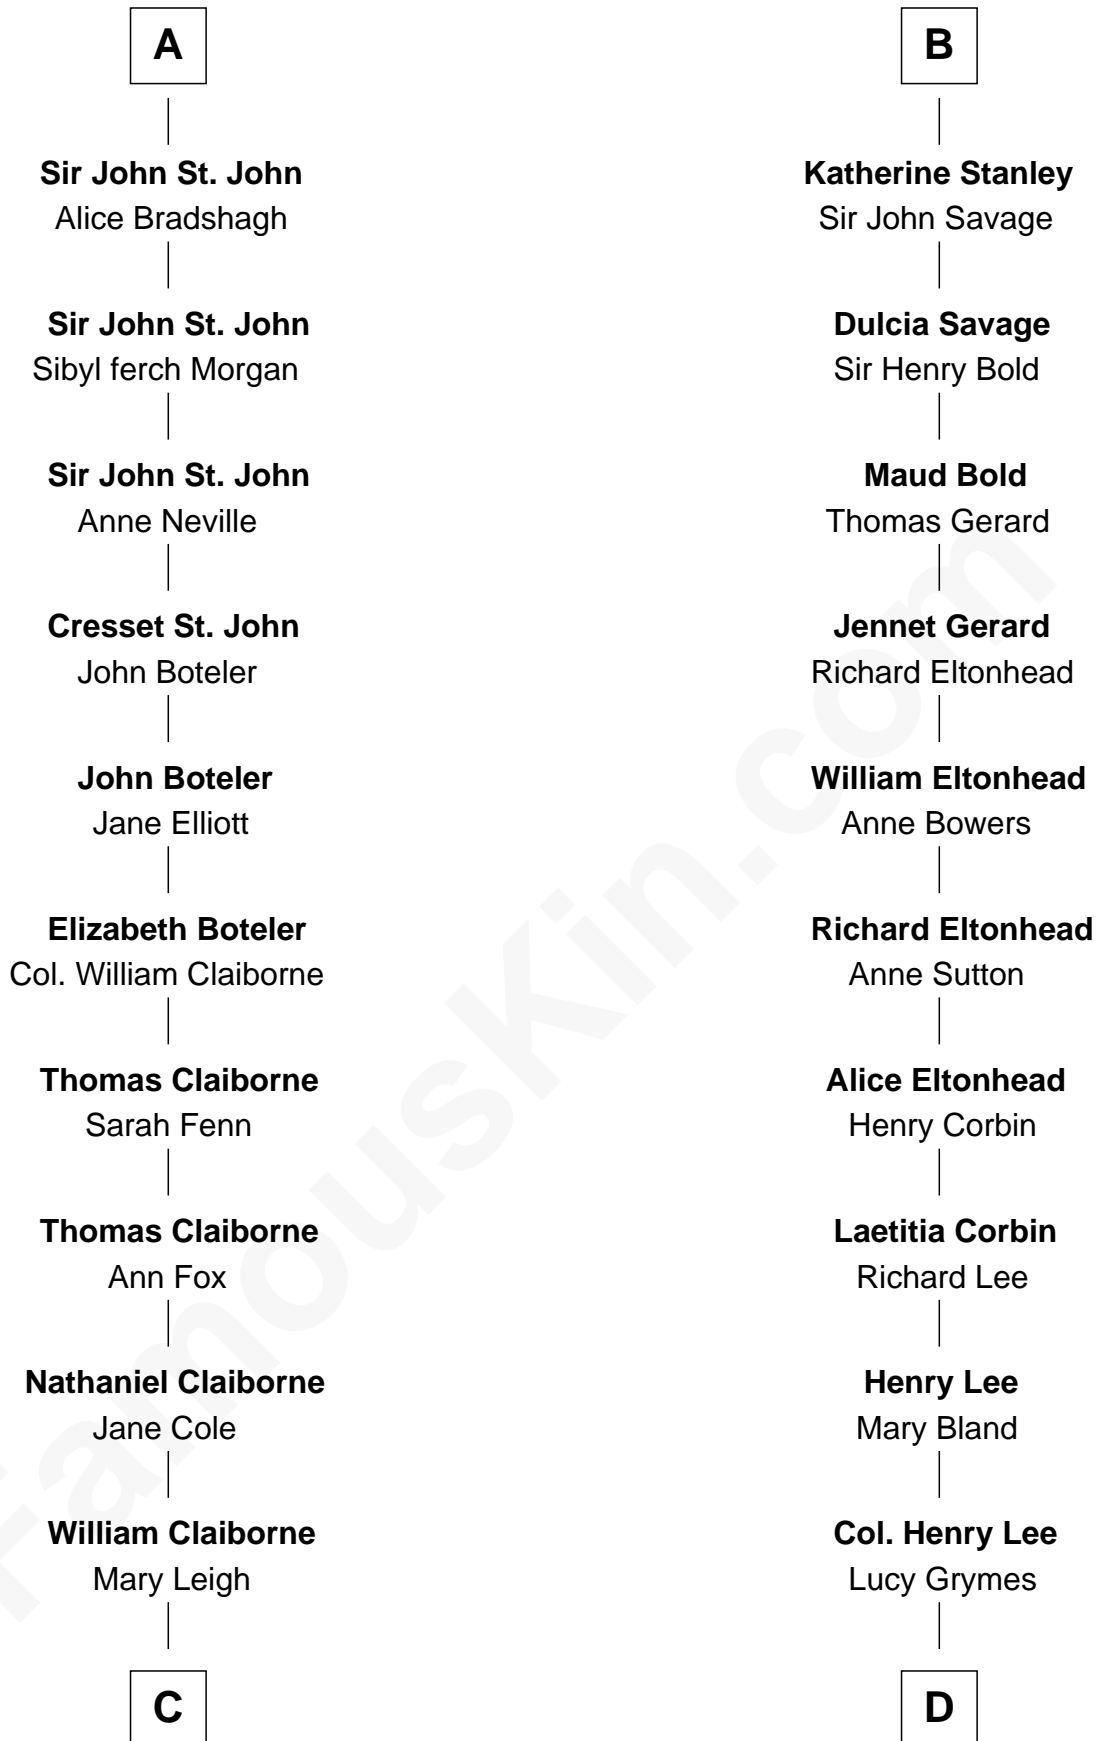 A
Sir John St. John
Alice Bradshagh
Sir John St. John
Sibyl ferch Morgan
Sir John St. John
Anne Neville
Cresset St. John
John Boteler
John Boteler
Jane Elliott
Elizabeth Boteler
Col. William Claiborne
Thomas Claiborne
Sarah Fenn
Thomas Claiborne
Ann Fox
Nathaniel Claiborne
Jane Cole
William Claiborne
Mary Leigh
C
B
Katherine Stanley
Sir John Savage
Dulcia Savage
Sir Henry Bold
Maud Bold
Thomas Gerard
Jennet Gerard
Richard Eltonhead
William Eltonhead
Anne Bowers
Richard Eltonhead
Anne Sutton
Alice Eltonhead
Henry Corbin
Laetitia Corbin
Richard Lee
Henry Lee
Mary Bland
Col. Henry Lee
Lucy Grymes
D
FamousKin.com